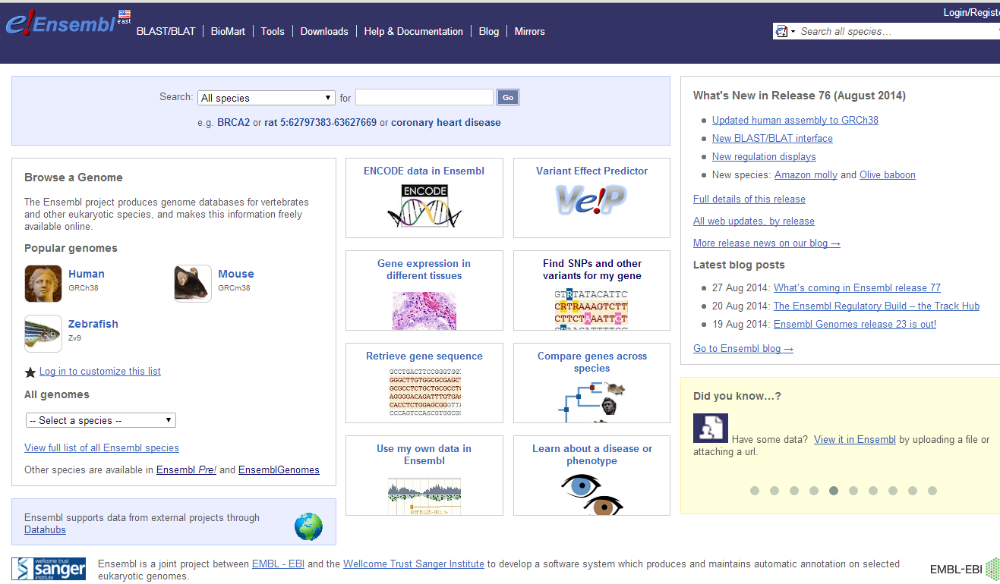 e!Ensembl
east
BLAST/BLAT
BioMart
Tools
Downloads
Help & Documentation
Blog
Mirrors
Login/Registe
Search all species…
Search:
All species
for
Go
e.g. BRCA2 or rat 5:62797383-63627669 or coronary heart disease
Browse a Genome
The Ensembl project produces genome databases for vertebrates
and other eukaryotic species, and makes this information freely
available online.
Popular genomes
Human
GRCh38
Mouse
GRCm38
Zebrafish
Zv9
Log in to customize this list
All genomes
-- Select a species --
View full list of all Ensembl species
Other species are available in Ensembl Pre! and EnsemblGenomes
Ensembl supports data from external projects through
Datahubs
ENCODE data in Ensembl
ENCODE
Variant Effect Predictor
Ve!P
Gene expression in
different tissues
Find SNPs and other
variants for my gene
GTRTATACATTC
CRTRAAAGTCTT
CTTCTAAATTCT
Retrieve gene sequence
GCCTGACTTCCGGGTGGT
GGGCTTGTGGCGCGAGCT
GCGCCTCTGCTGCGCCTC
AGGGGACAGATTTGTGAC
CACCTCTGGAGCGGGTTA
CCCAGTCCAGCGTGGCGC
Compare genes across
species
Use my own data in
Ensembl
DEFB125-001 >
Learn about a disease or
phenotype
What's New in Release 76 (August 2014)
Updated human assembly to GRCh38
New BLAST/BLAT interface
New regulation displays
New species: Amazon molly and Olive baboon
Full details of this release
All web updates, by release
More release news on our blog →
Latest blog posts
27 Aug 2014: What's coming in Ensembl release 77
20 Aug 2014: The Ensembl Regulatory Build – the Track Hub
19 Aug 2014: Ensembl Genomes release 23 is out!
Go to Ensembl blog →
Did you know…?
Have some data? View it in Ensembl by uploading a file or
attaching a url.
wellcome trust
sanger
institute
Ensembl is a joint project between EMBL - EBI and the Wellcome Trust Sanger Institute to develop a software system which produces and maintains automatic annotation on selected
eukaryotic genomes.
EMBL-EBI